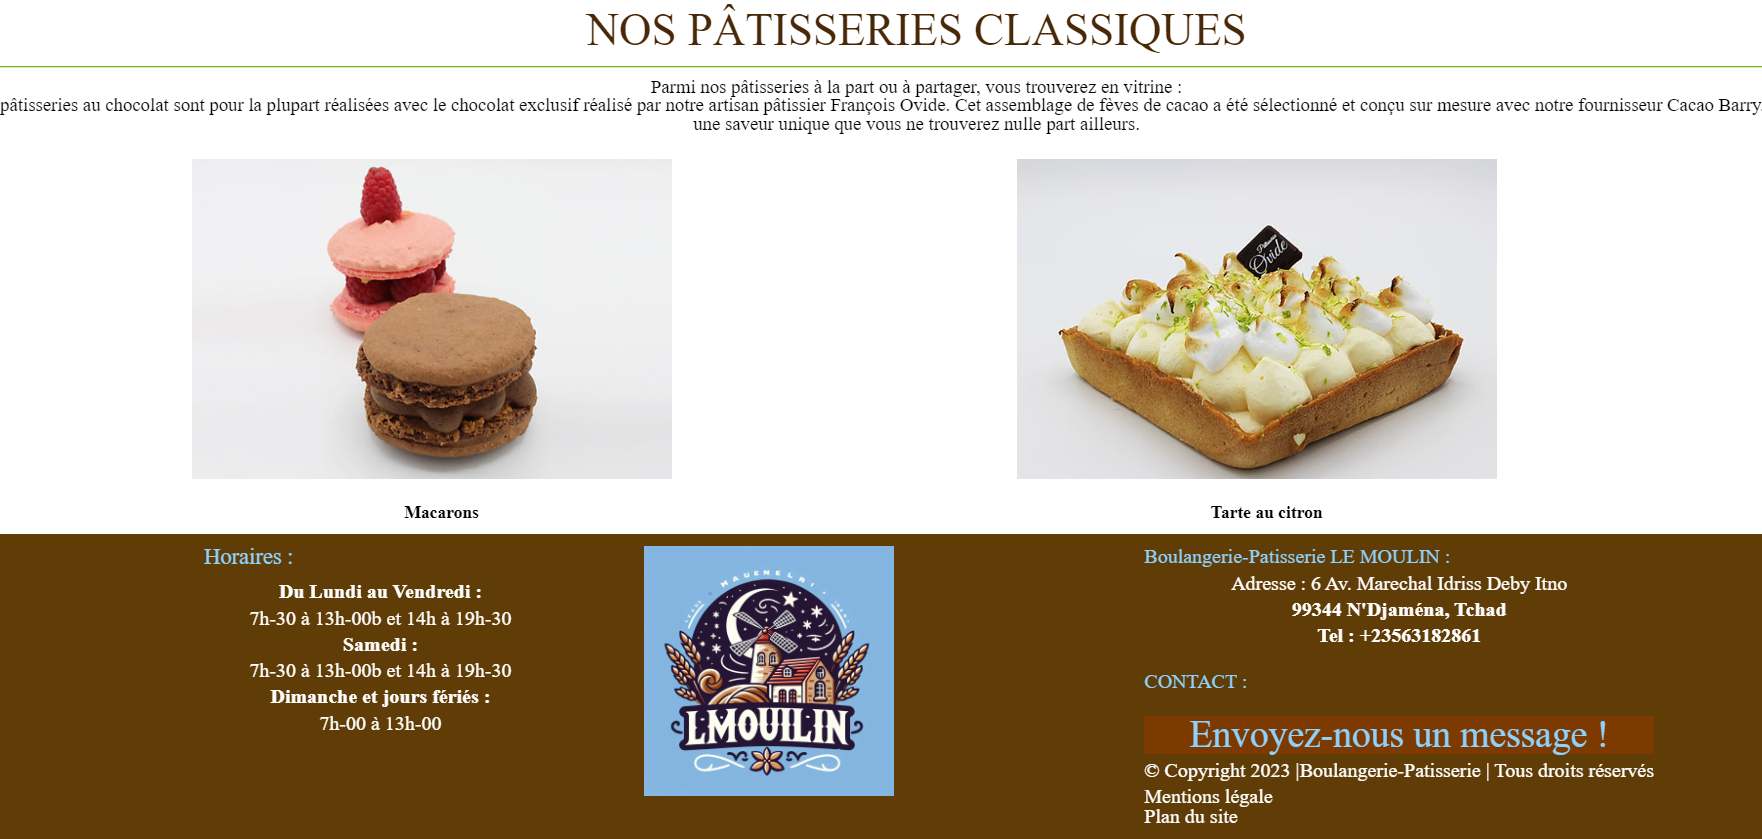 NOS PÂTISSERIES CLASSIQUES
Parmi nos pâtisseries à la part ou à partager, vous trouverez en vitrine :
pâtisseries au chocolat sont pour la plupart réalisées avec le chocolat exclusif réalisé par notre artisan pâtissier François Ovide. Cet assemblage de fèves de cacao a été sélectionné et conçu sur mesure avec notre fournisseur Cacao Barry,
une saveur unique que vous ne trouverez nulle part ailleurs.
Pâtisserie
Ovide
Macarons
Tarte au citron
Horaires :
Du Lundi au Vendredi :
7h-30 à 13h-00b et 14h à 19h-30
Samedi :
7h-30 à 13h-00b et 14h à 19h-30
Dimanche et jours fériés :
7h-00 à 13h-00
MAUENELRI
LMOUILIN
Boulangerie-Patisserie LE MOULIN :
Adresse : 6 Av. Marechal Idriss Deby Itno
99344 N'Djaména, Tchad
Tel : +23563182861
CONTACT :
Envoyez-nous un message !
© Copyright 2023 |Boulangerie-Patisserie | Tous droits réservés
Mentions légale
Plan du site